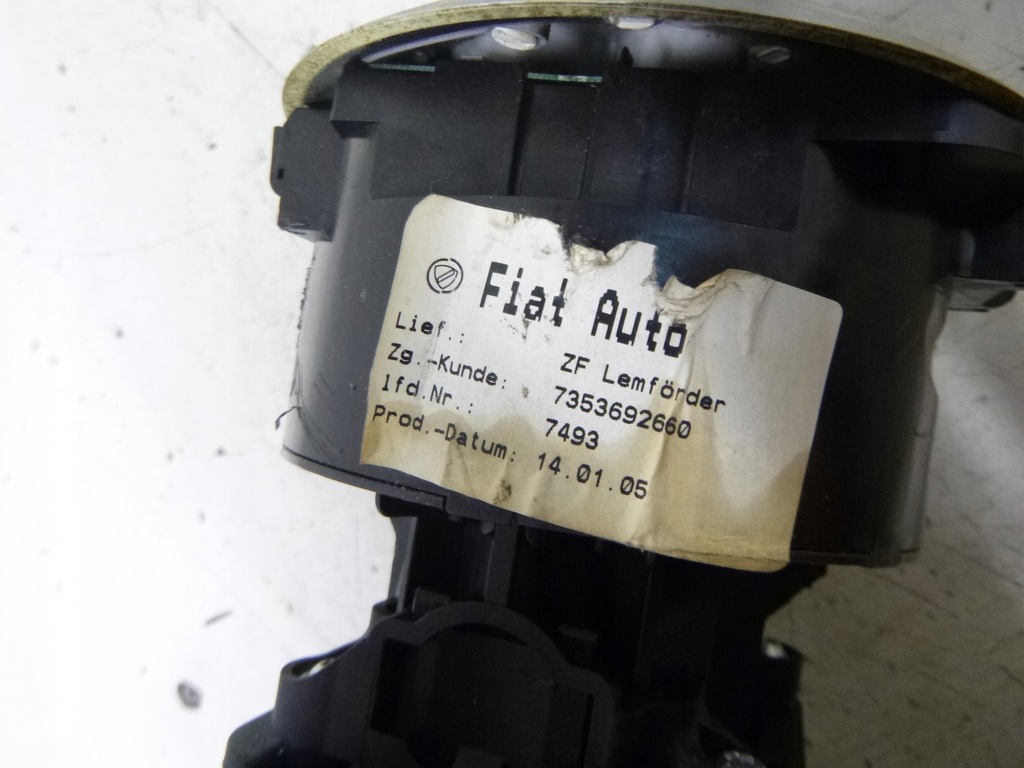 Fiat Auto
Lief.: ZF Lemförder
Zg.-Kunde: 7353692660
lfd.Nr.: 7493
Prod.-Datum: 14.01.05